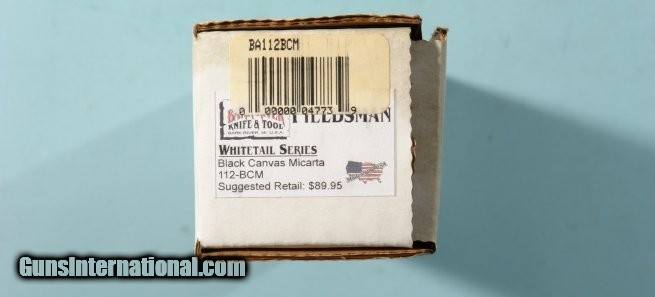 BA112BCM
0 00000 04773 9
KNIFE & TOOL
WHITETAIL SERIES
Black Canvas Micarta
112-BCM
Suggested Retail: $89.95
GunsInternational.com